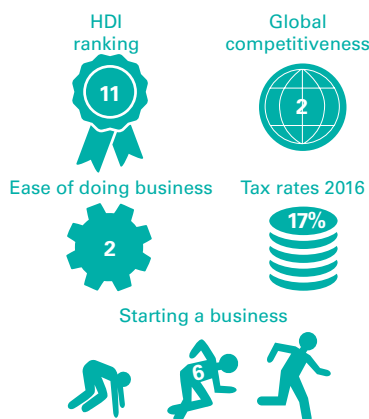 HDI
ranking
11
Global
competitiveness
2
Ease of doing business
2
Tax rates 2016
17%
Starting a business
6